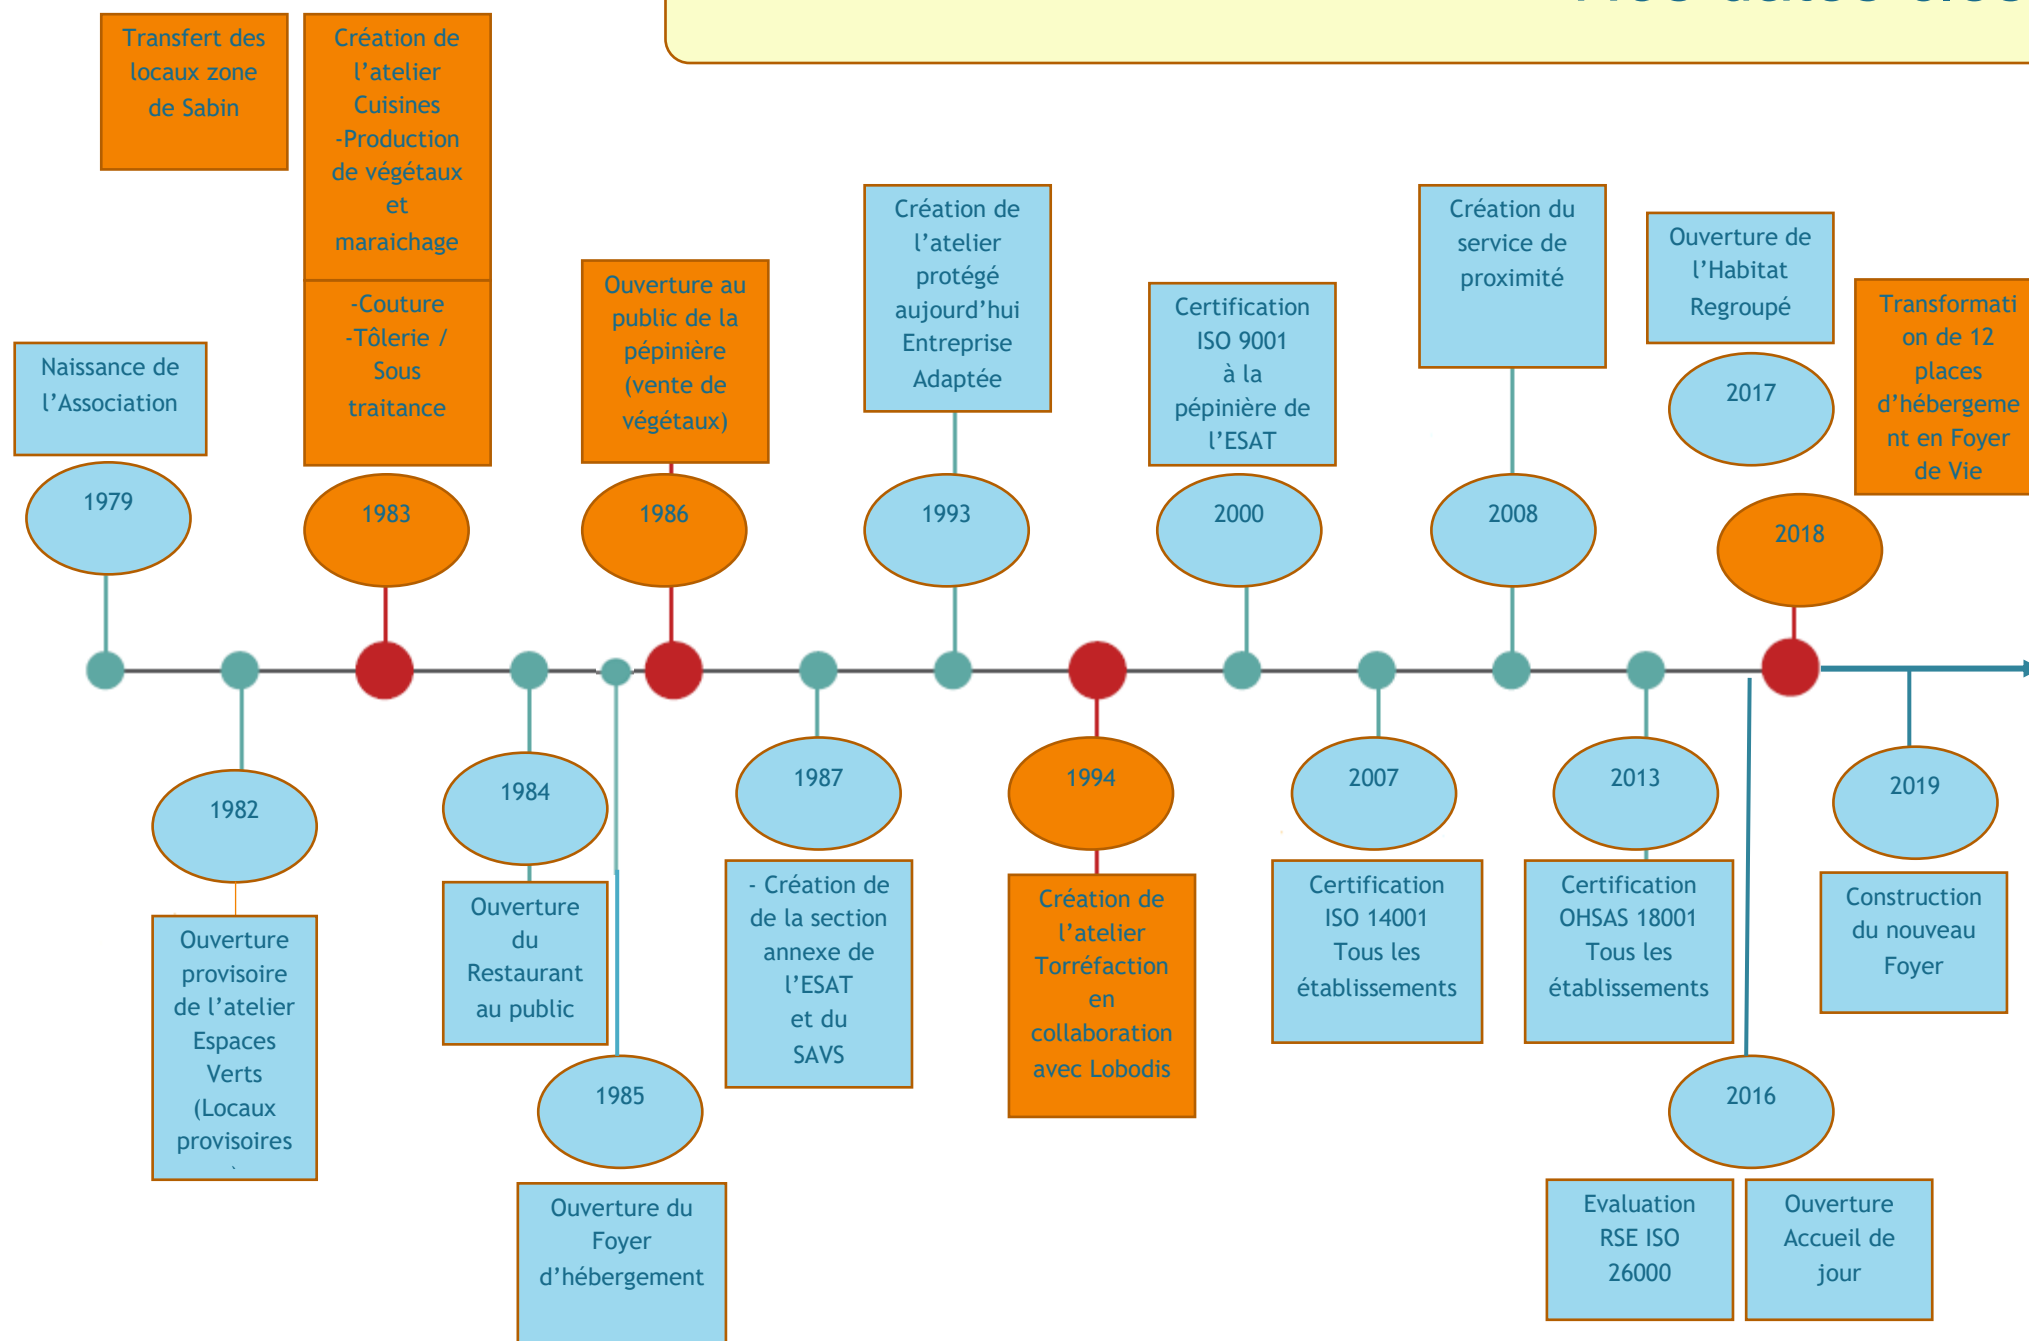 Transfert des
locaux zone
de Sabin
Création de
l’atelier
Cuisines
-Production
de végétaux
et
maraichage
-Couture
-Tôlerie /
Sous
traitance
Naissance de
l’Association
Ouverture au
public de la
pépinière
(vente de
végétaux)
Création de
l’atelier
protégé
aujourd’hui
Entreprise
Adaptée
Certification
ISO 9001
à la
pépinière de
l’ESAT
Création du
service de
proximité
Ouverture de
l’Habitat
Regroupé
2017
Transformati
on de 12
places
d’hébergeme
nt en Foyer
de Vie
1979
1983
1986
1993
2000
2008
2018
1982
Ouverture
provisoire
de l’atelier
Espaces
Verts
(Locaux
provisoires
1984
Ouverture
du
Restaurant
au public
1985
Ouverture du
Foyer
d’hébergement
1987
- Création de
de la section
annexe de
l’ESAT
et du
SAVS
1994
Création de
l’atelier
Torréfaction
en
collaboration
avec Lobodis
2007
Certification
ISO 14001
Tous les
établissements
2013
Certification
OHSAS 18001
Tous les
établissements
2016
Evaluation
RSE ISO
26000
Ouverture
Accueil de
jour
2019
Construction
du nouveau
Foyer